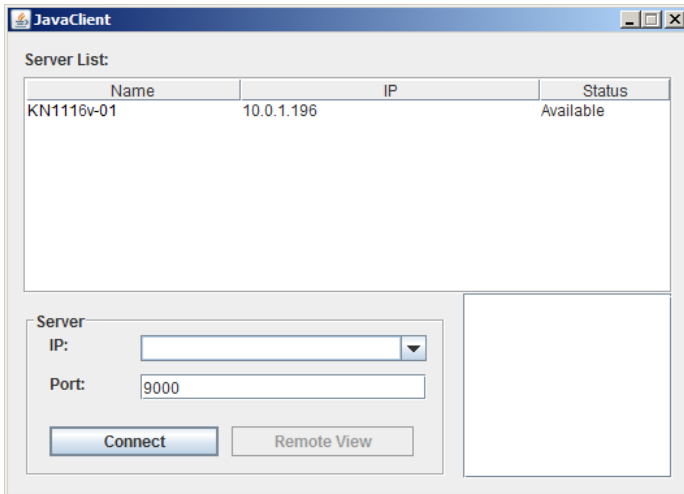 JavaClient
Server List:
Name IP Status
KN1116v-01 10.0.1.196 Available
Server
IP:
Port: 9000
Connect Remote View